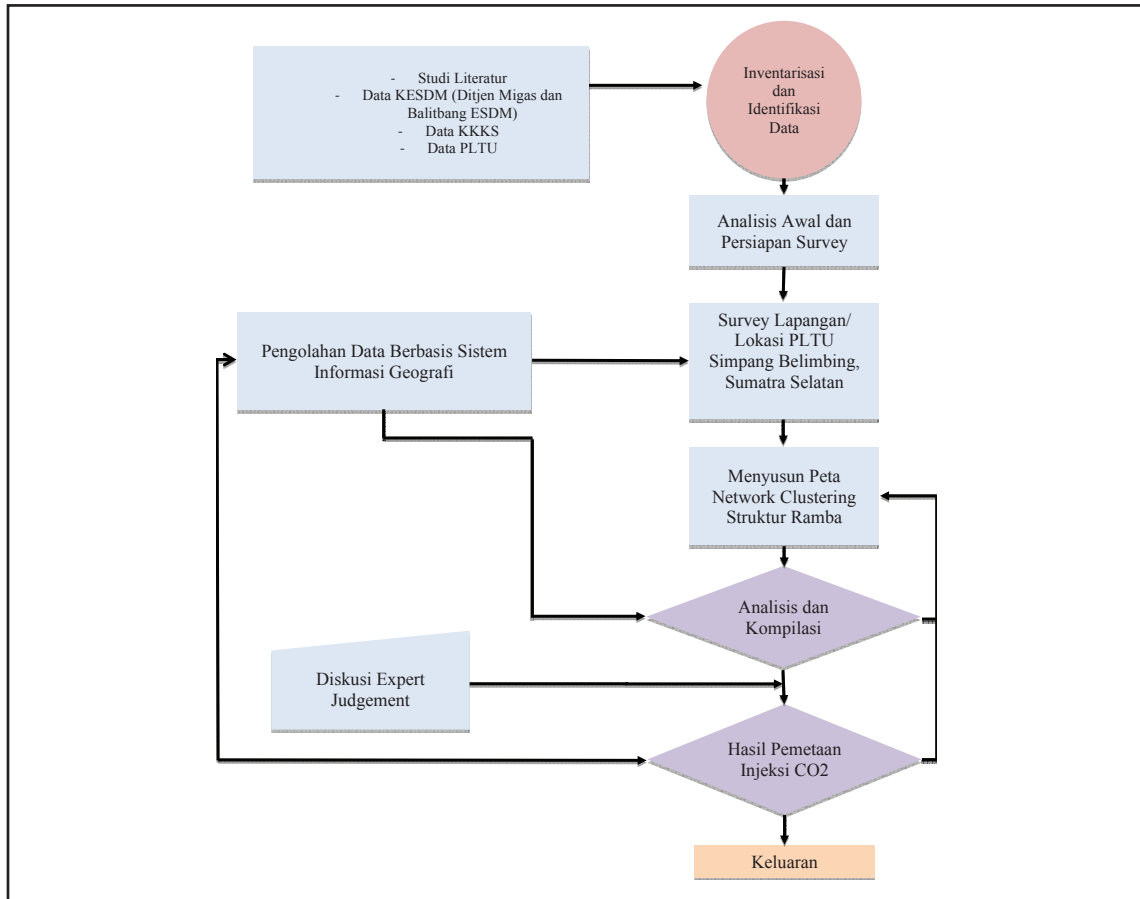 - Studi Literatur
- Data KESDM (Ditjen Migas dan
Balitbang ESDM)
- Data KKKS
- Data PLTU
Inventarisasi
dan
Identifikasi
Data
Analisis Awal dan
Persiapan Survey
Pengolahan Data Berbasis Sistem
Informasi Geografi
Survey Lapangan/
Lokasi PLTU
Simpang Belimbing,
Sumatra Selatan
Menyusun Peta
Network Clustering
Struktur Ramba
Analisis dan
Kompilasi
Diskusi Expert
Judgement
Hasil Pemetaan
Injeksi CO2
Keluaran